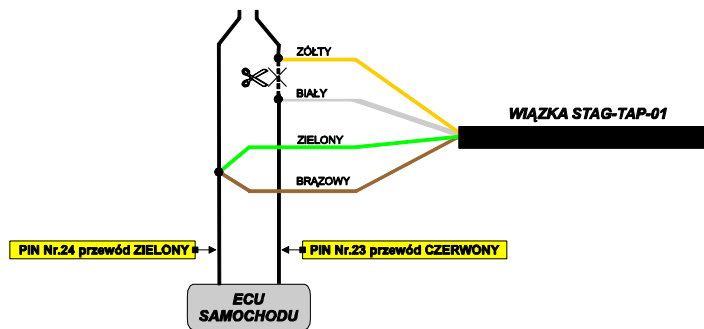 ŻÓŁTY
BIAŁY
WIĄZKA STAG-TAP-01
ZIELONY
BRĄZOWY
PIN Nr.24 przewód ZIELONY
PIN Nr.23 przewód CZERWONY
ECU
SAMOCHODU